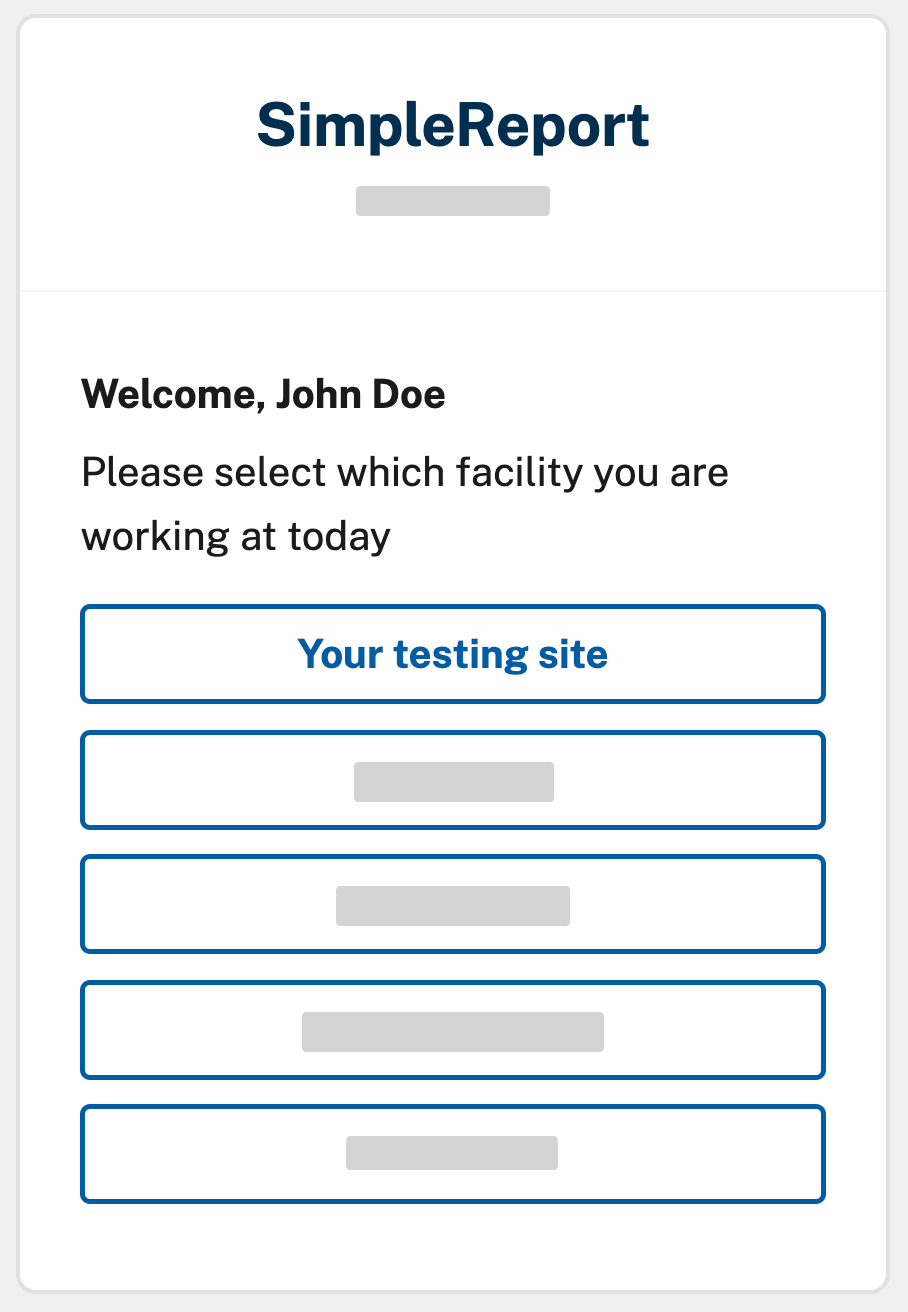 SimpleReport
Welcome, John Doe
Please select which facility you are
working at today
Your testing site